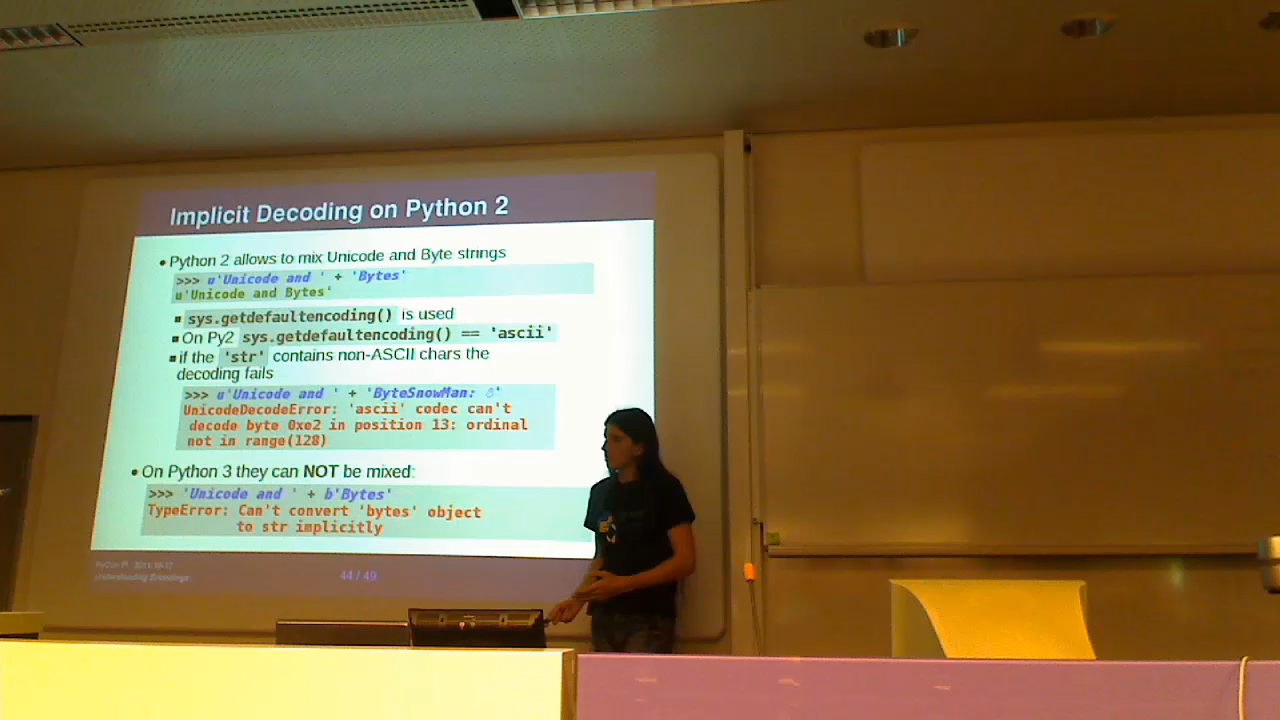 Implicit Decoding on Python 2
• Python 2 allows to mix Unicode and Byte strings
>>> u'Unicode and ' + 'Bytes'
u'Unicode and Bytes'
▪ sys.getdefaultencoding() is used
▪ On Py2 sys.getdefaultencoding() == 'ascii'
▪ if the 'str' contains non-ASCII chars the
decoding fails
>>> u'Unicode and ' + 'ByteSnowMan: ☃'
UnicodeDecodeError: 'ascii' codec can't
decode byte 0xe2 in position 13: ordinal
not in range(128)
• On Python 3 they can NOT be mixed:
>>> 'Unicode and ' + b'Bytes'
TypeError: Can't convert 'bytes' object
to str implicitly
Understanding Encodings
44 / 49